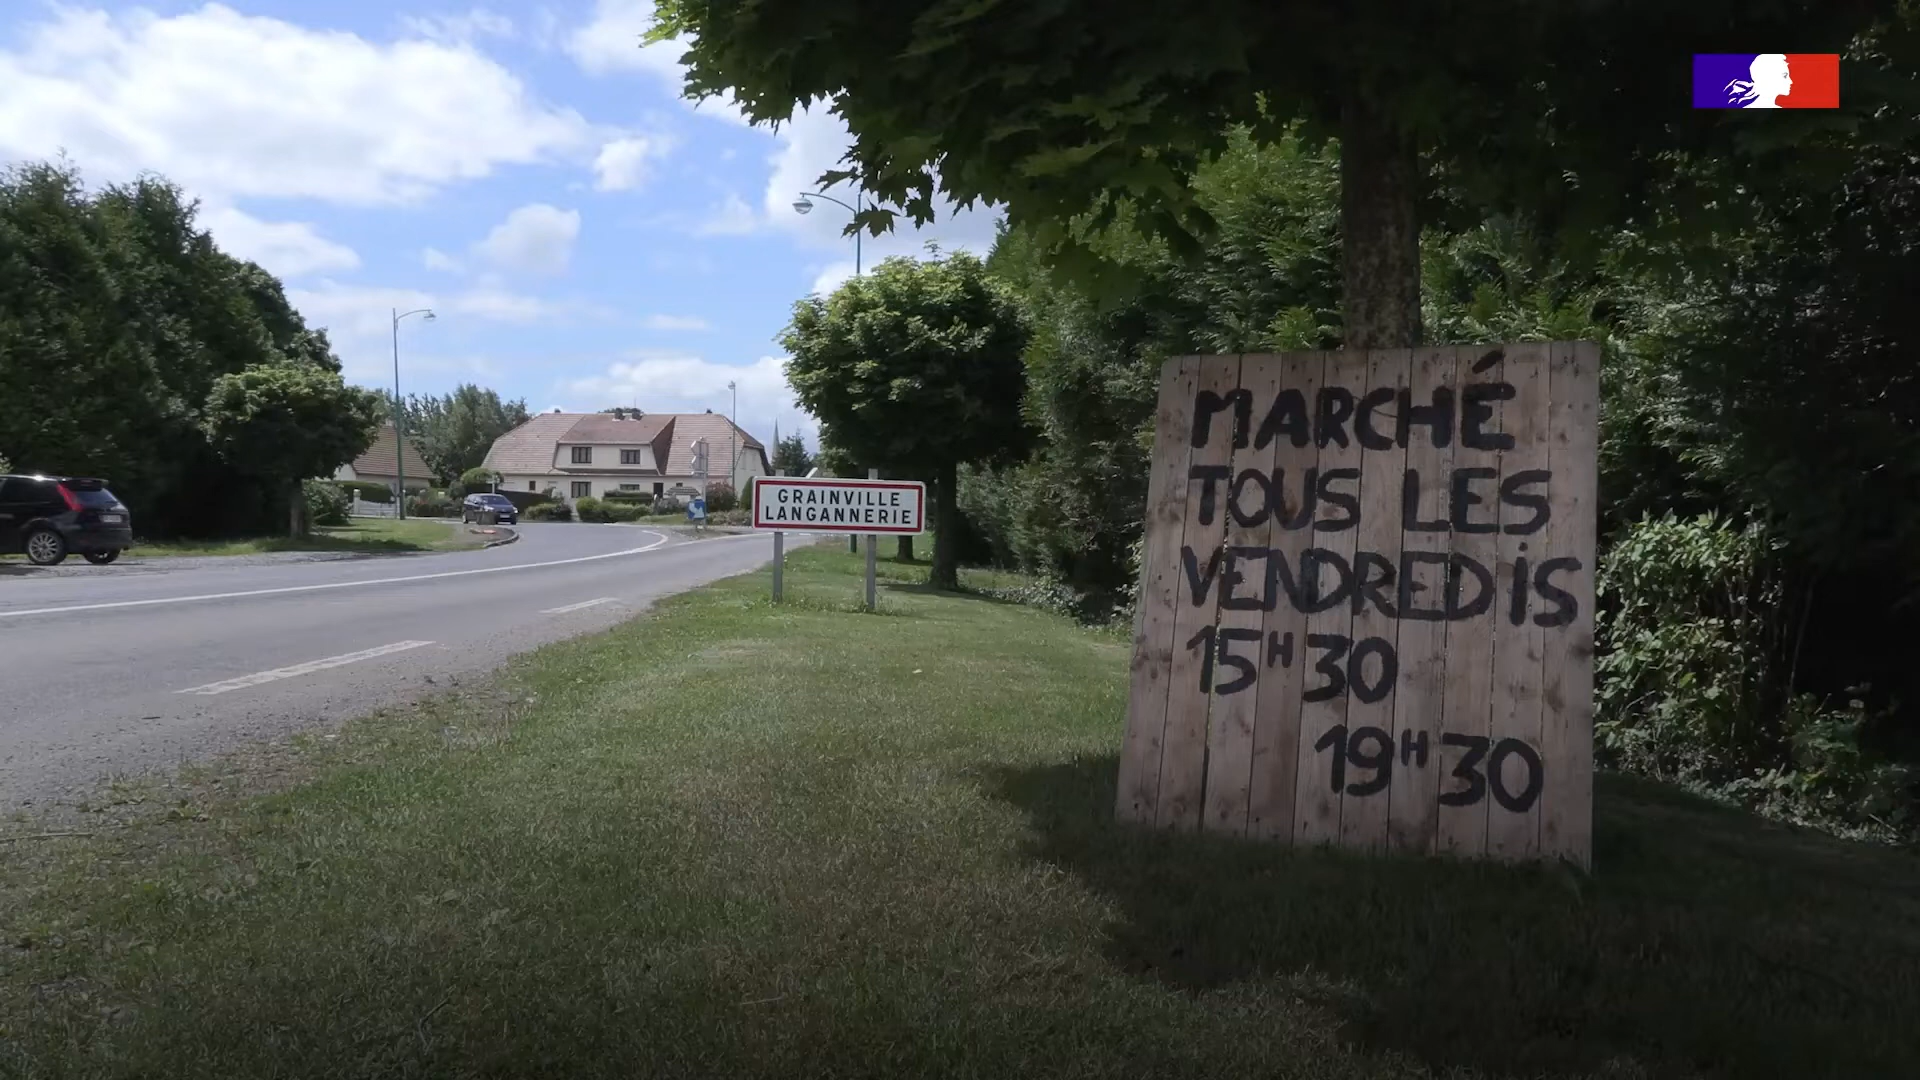 GRAINVILLE
LANGANNERIE
MARCHÉ
TOUS LES
VENDREDIS
15H30
19H30